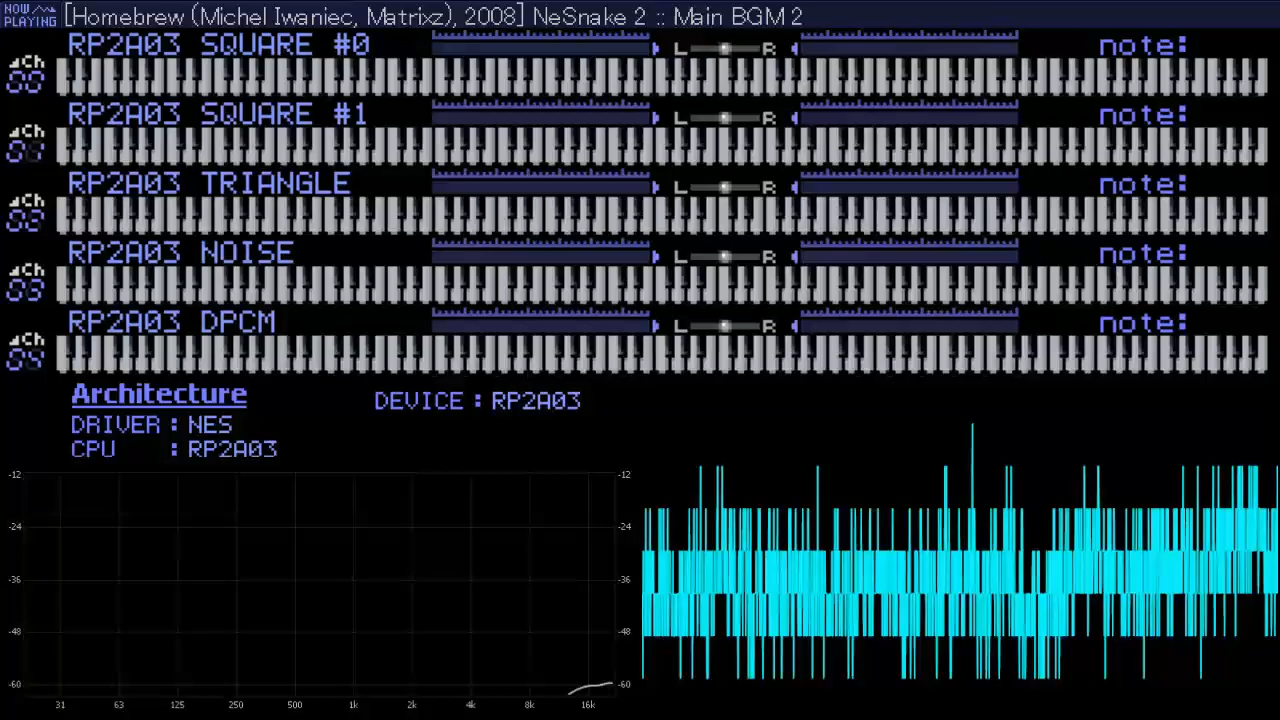 NOW PLAYING [Homebrew (Michel Iwaniec, Matrixz), 2008] NeSnake 2 :: Main BGM 2
RP2A03 SQUARE #0 L R note:
Ch 00
RP2A03 SQUARE #1 L R note:
Ch 01
RP2A03 TRIANGLE L R note:
Ch 02
RP2A03 NOISE L R note:
Ch 03
RP2A03 DPCM L R note:
Ch 04
Architecture
DEVICE : RP2A03
DRIVER : NES
CPU : RP2A03
-12 -12
-24 -24
-36 -36
-48 -48
-60 -60
31 63 125 250 500 1k 2k 4k 8k 16k